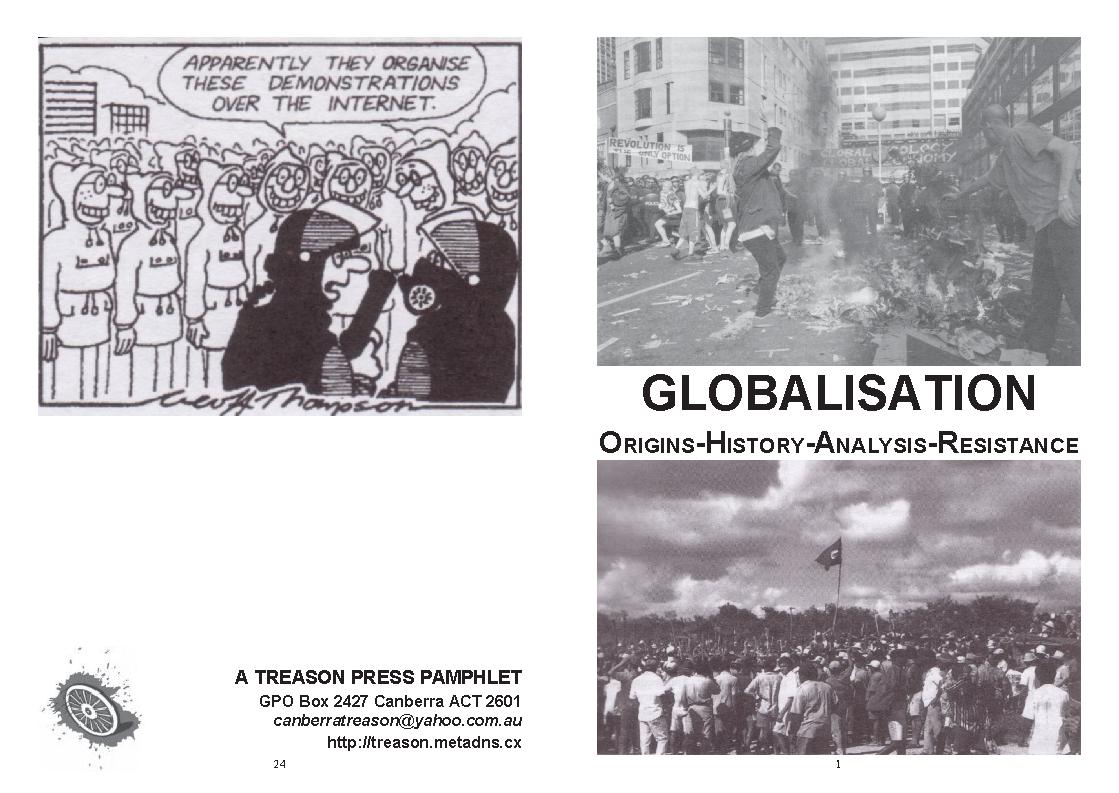 APPARENTLY THEY ORGANISE
THESE DEMONSTRATIONS
OVER THE INTERNET.
Geoff Thompson
A TREASON PRESS PAMPHLET
GPO Box 2427 Canberra ACT 2601
canberratreason@yahoo.com.au
http://treason.metadns.cx
24
REVOLUTION IS
THE ONLY OPTION
GLOBAL
GLOBALISATION
ORIGINS-HISTORY-ANALYSIS-RESISTANCE
1